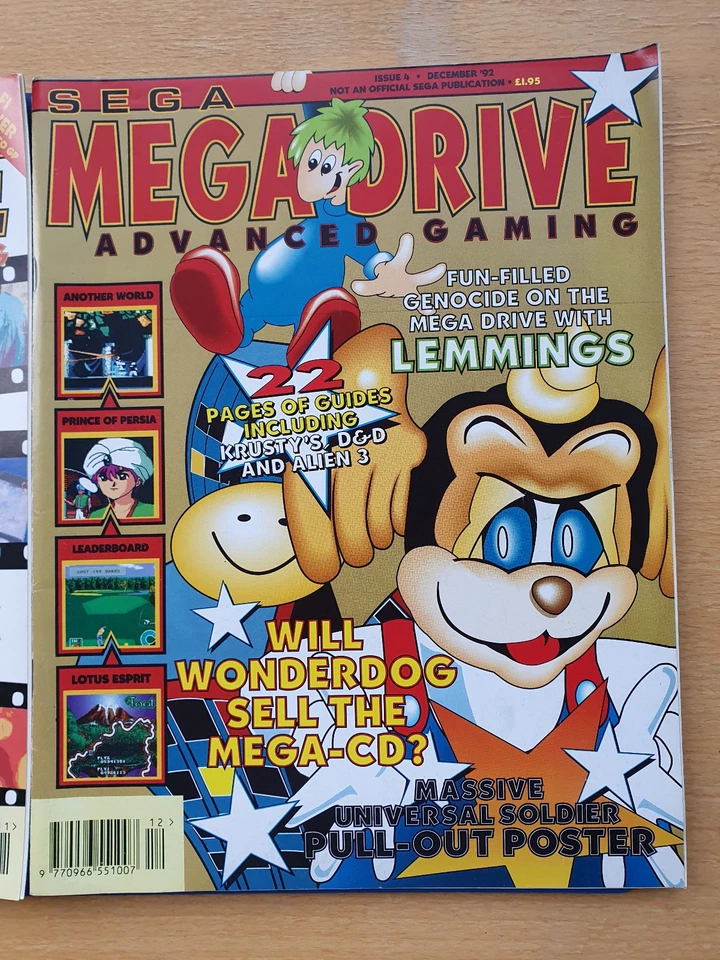 ISSUE 4 • DECEMBER '92
NOT AN OFFICIAL SEGA PUBLICATION • £1.95
SEGA
MEGA DRIVE
ADVANCED GAMING
FUN-FILLED
GENOCIDE ON THE
MEGA DRIVE WITH
LEMMINGS
ANOTHER WORLD
22
PAGES OF GUIDES
INCLUDING
KRUSTY'S, D&D
AND ALIEN 3
PRINCE OF PERSIA
LEADERBOARD
LOTUS ESPRIT
WILL
WONDERDOG
SELL THE
MEGA-CD?
MASSIVE
UNIVERSAL SOLDIER
PULL-OUT POSTER
12 >
9 770966 551007